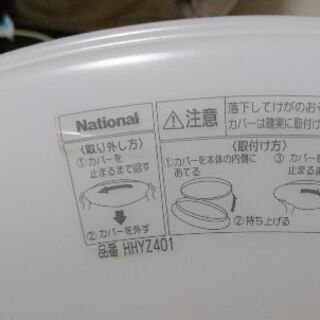 National
⚠注意
落下してけがのおそ
カバーは確実に取付
〈取り外し方〉
①カバーを
止まるまで回す
② カバーを外す
〈取付け方〉
①カバーを本体の内側に
あてる
② 持ち上げる
③ カバーを
止まるま
品番 HHYZ401